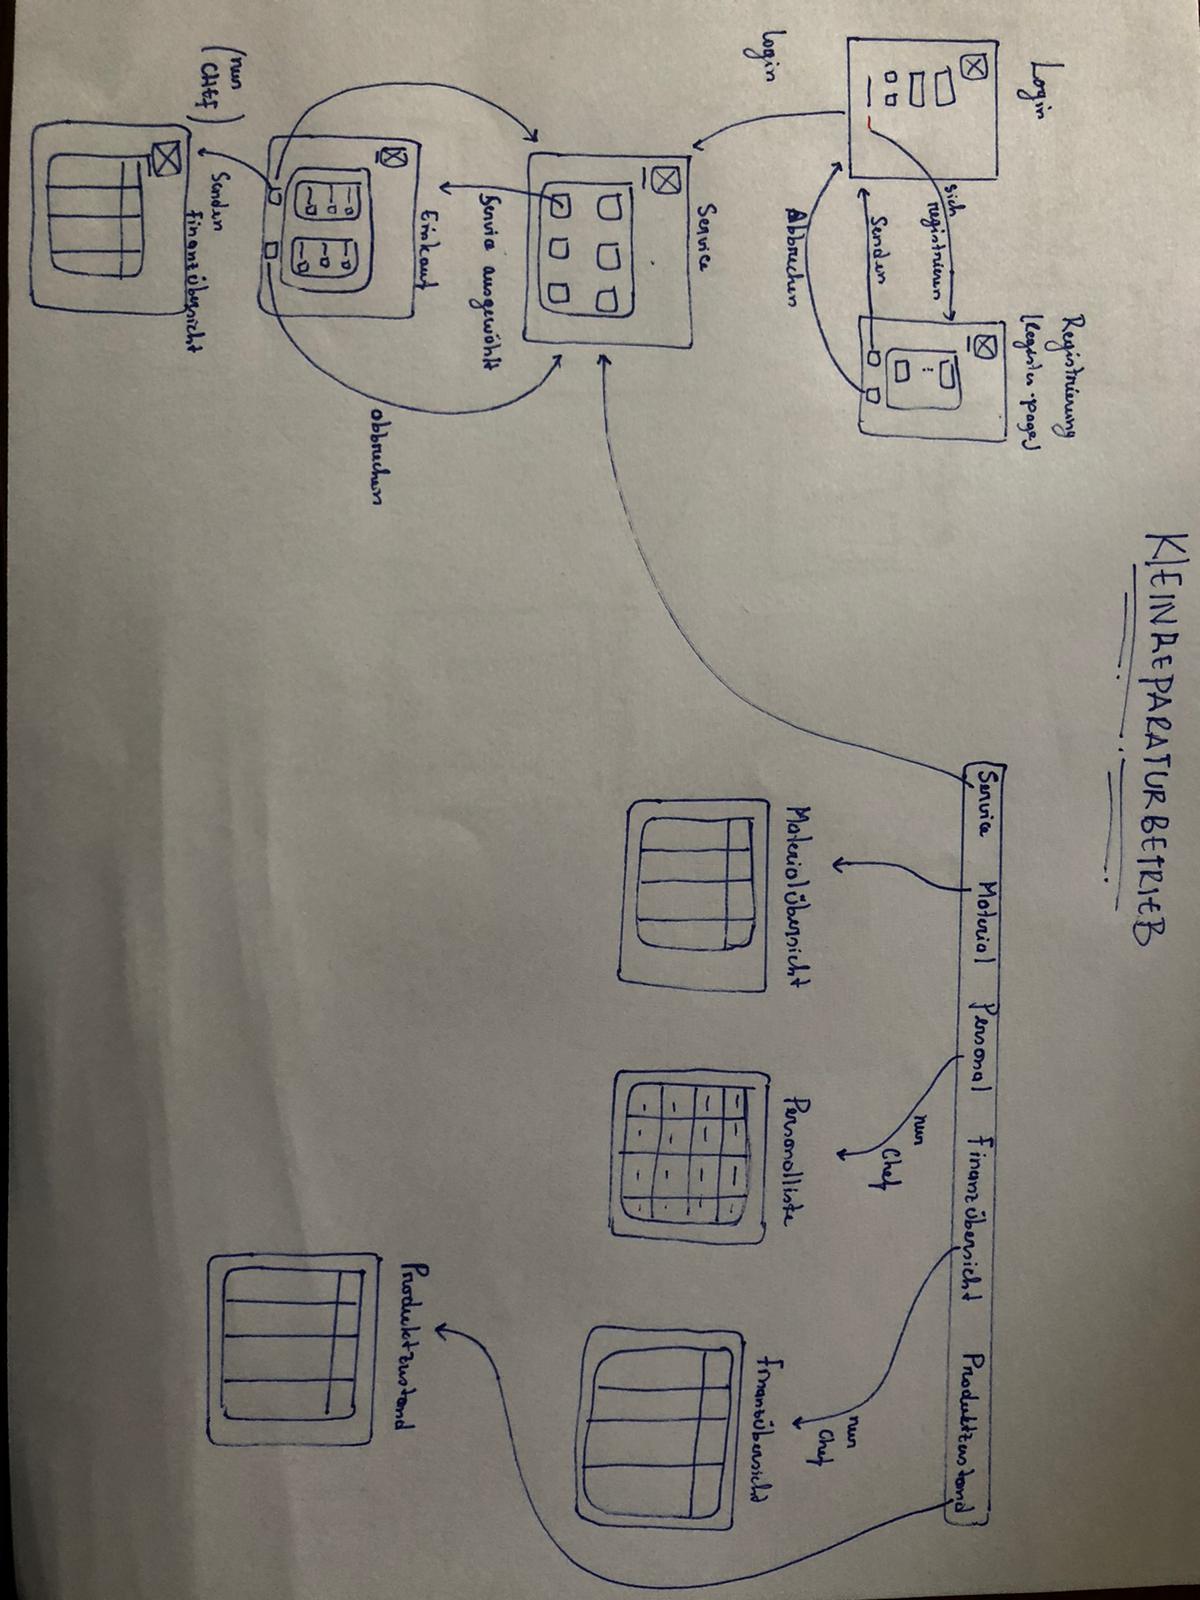 KLEINREPARATURBETRIEB
Login
Registrierung
(Register-page)
sich
registrieren
Senden
Abbrechen
Login
Service
Service ausgewählt
Einkauf
abbrechen
(nur
CHEF)
Senden
Finanzübersicht
Service Material Personal Finanzübersicht Produktzustand
nur
Chef
nur
Chef
Materialübersicht
Personalliste
Finanzübersicht
Produktzustand